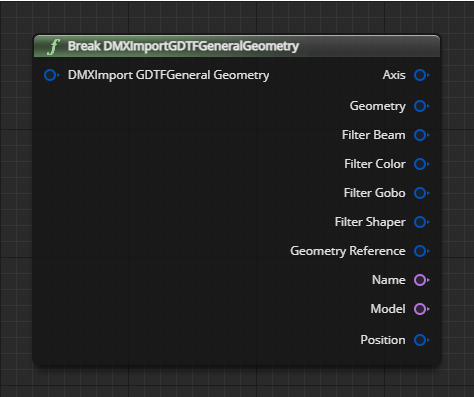 f Break DMXImportGDTFGeneralGeometry
DMXImport GDTFGeneral Geometry
Axis
Geometry
Filter Beam
Filter Color
Filter Gobo
Filter Shaper
Geometry Reference
Name
Model
Position